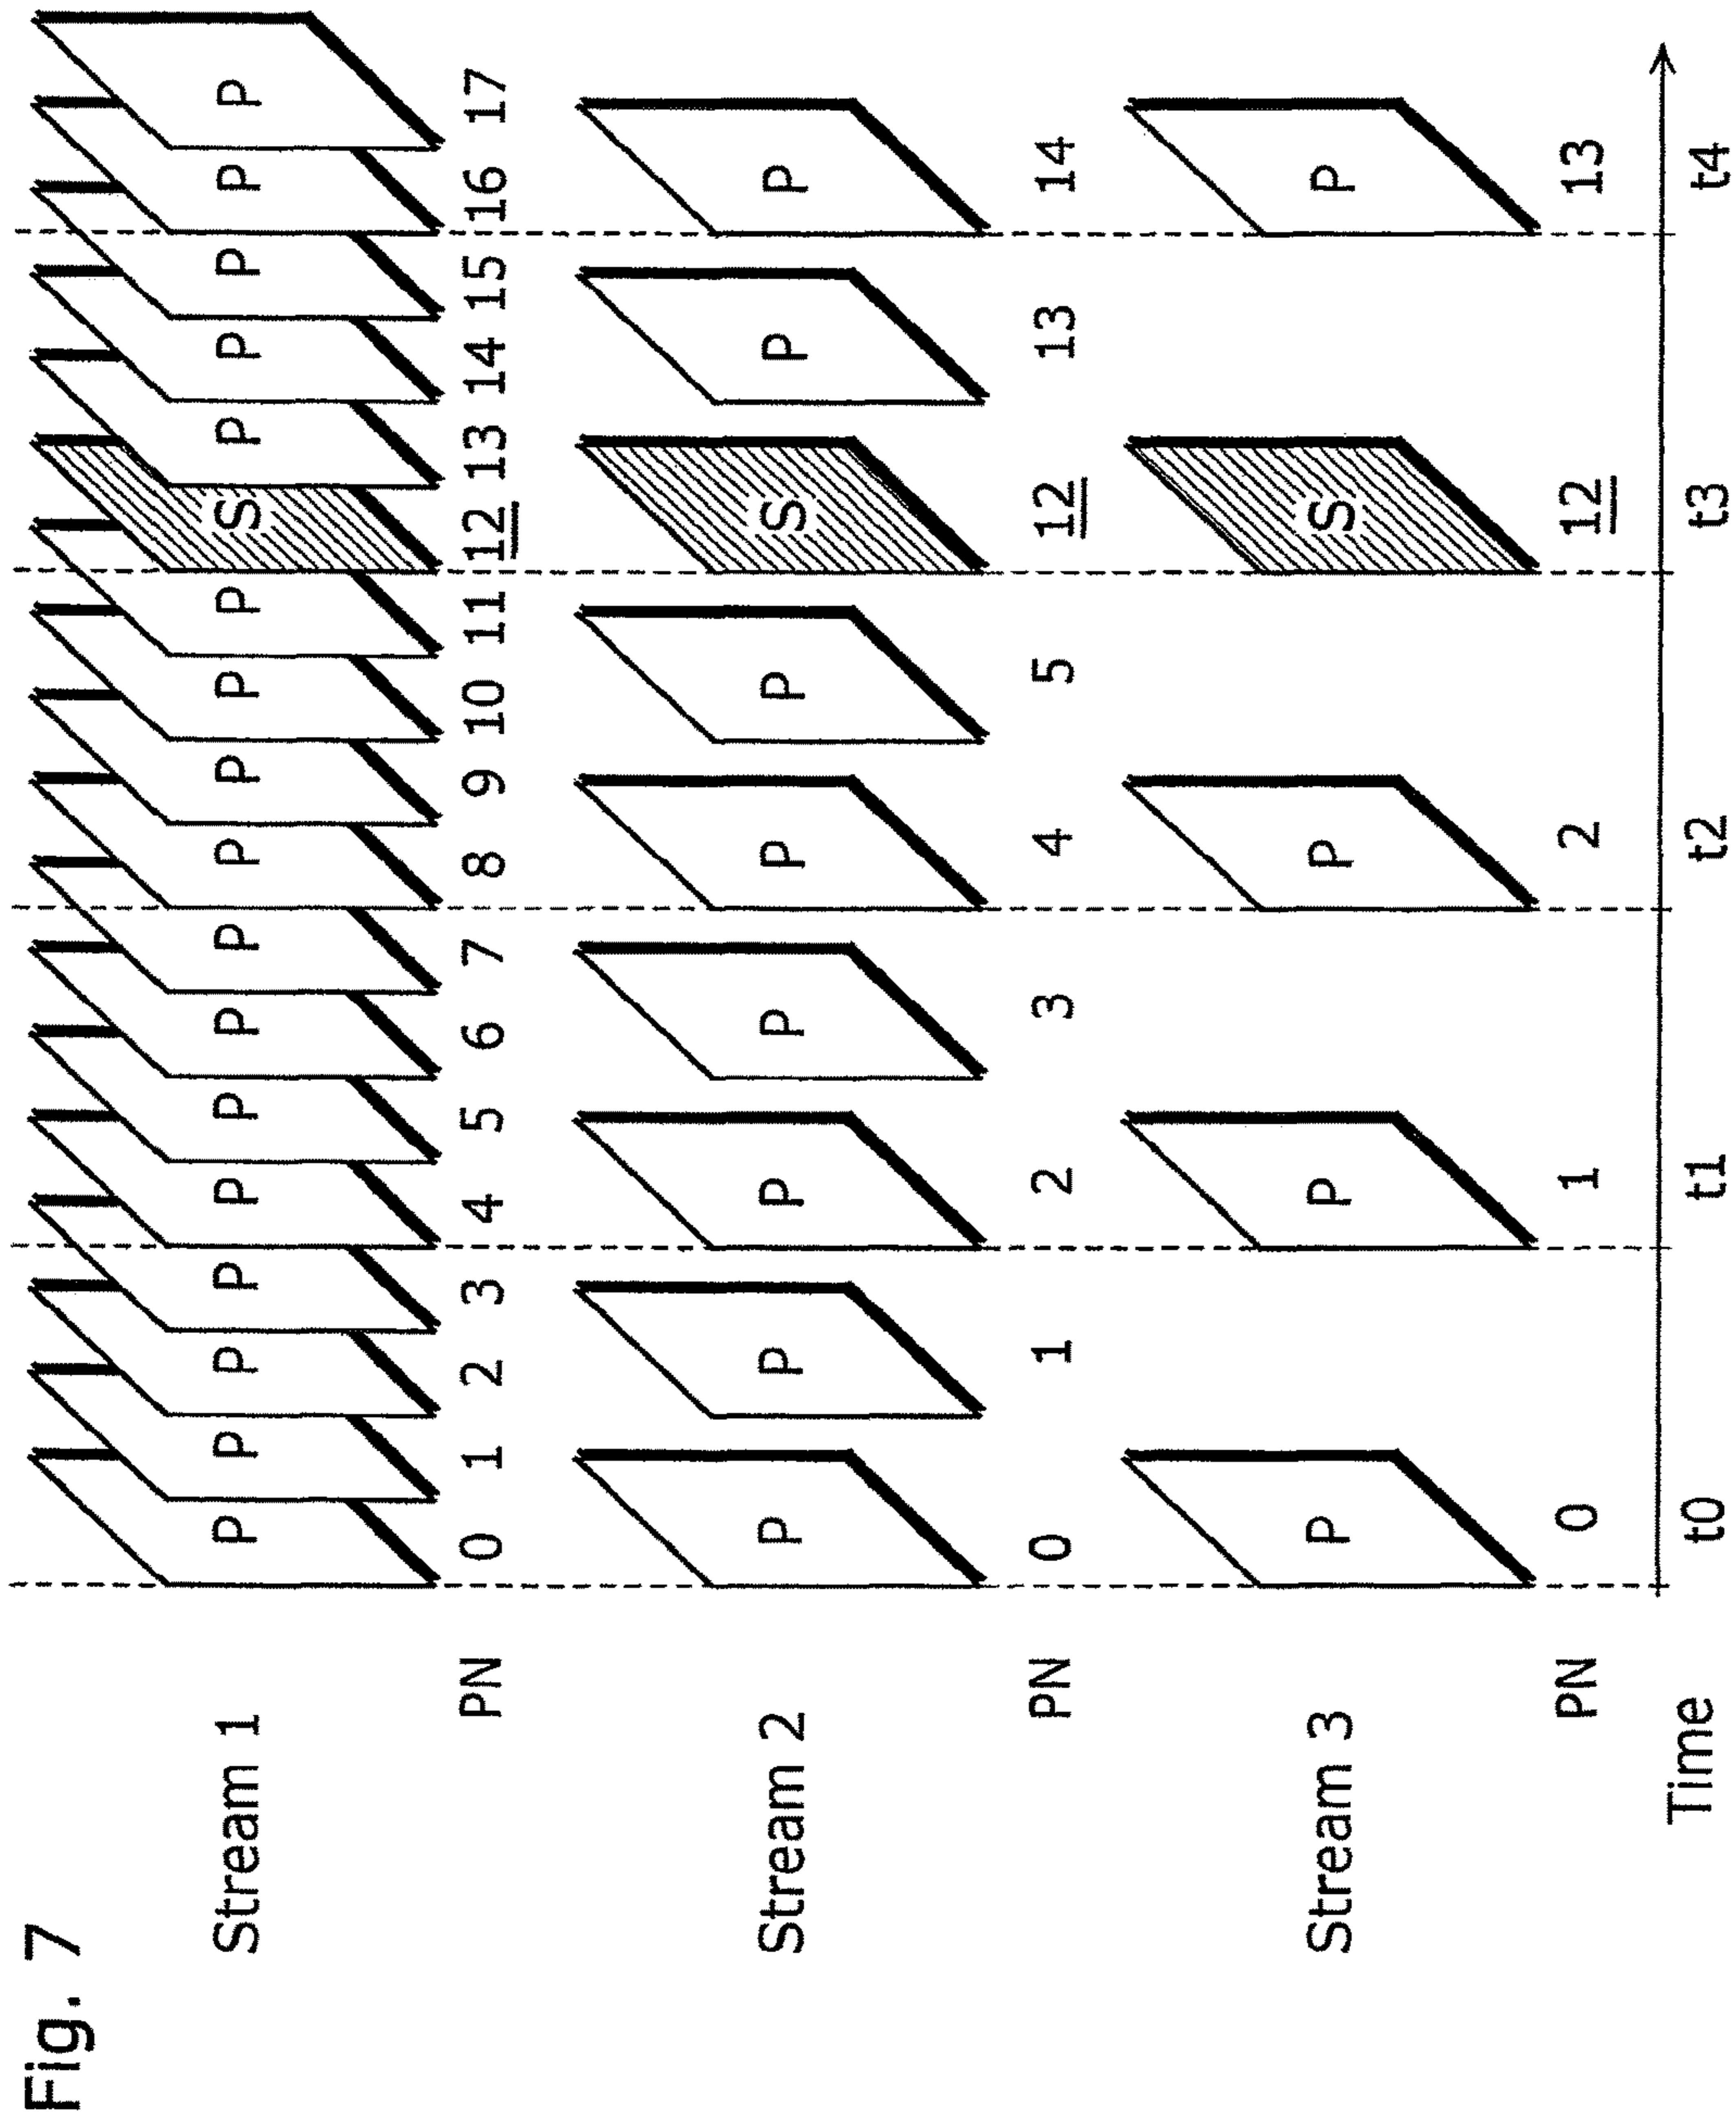 Fig. 7
Stream 1 P P P P P P P P P P P P S P P P P P
PN 0 1 2 3 4 5 6 7 8 9 10 11 12 13 14 15 16 17
Stream 2 P P P P P P S P P
PN 0 1 2 3 4 5 12 13 14
Stream 3 P P P S P
PN 0 1 2 12 13
Time t0 t1 t2 t3 t4